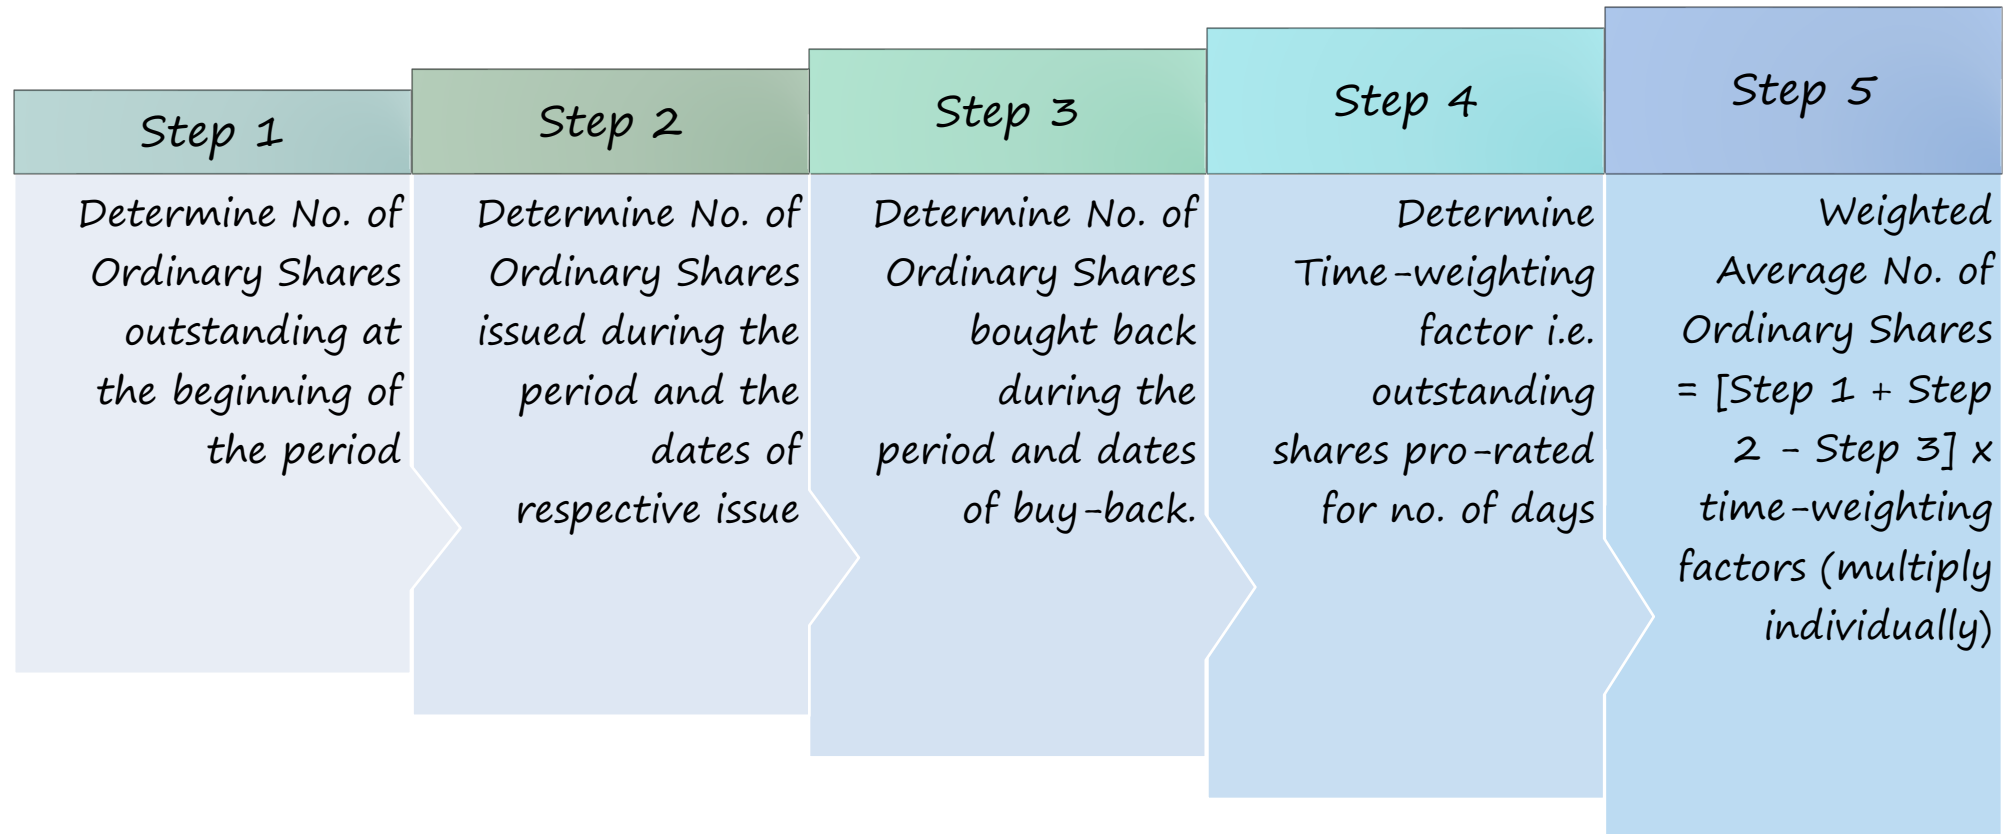 Step 1
Determine No. of
Ordinary Shares
outstanding at
the beginning of
the period
Step 2
Determine No. of
Ordinary Shares
issued during the
period and the
dates of
respective issue
Step 3
Determine No. of
Ordinary Shares
bought back
during the
period and dates
of buy-back.
Step 4
Determine
Time-weighting
factor i.e.
outstanding
shares pro-rated
for no. of days
Step 5
Weighted
Average No. of
Ordinary Shares
= [Step 1 + Step
2 - Step 3] x
time-weighting
factors (multiply
individually)